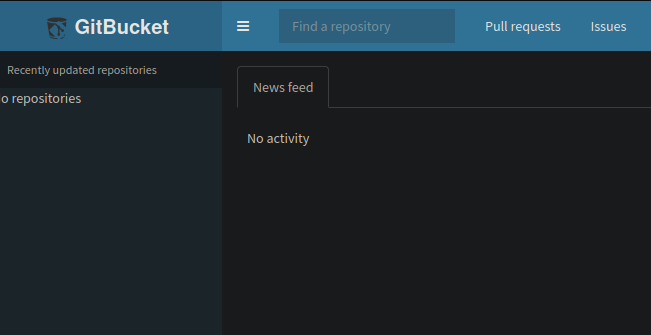 GitBucket
Find a repository
Pull requests
Issues
Recently updated repositories
o repositories
News feed
No activity